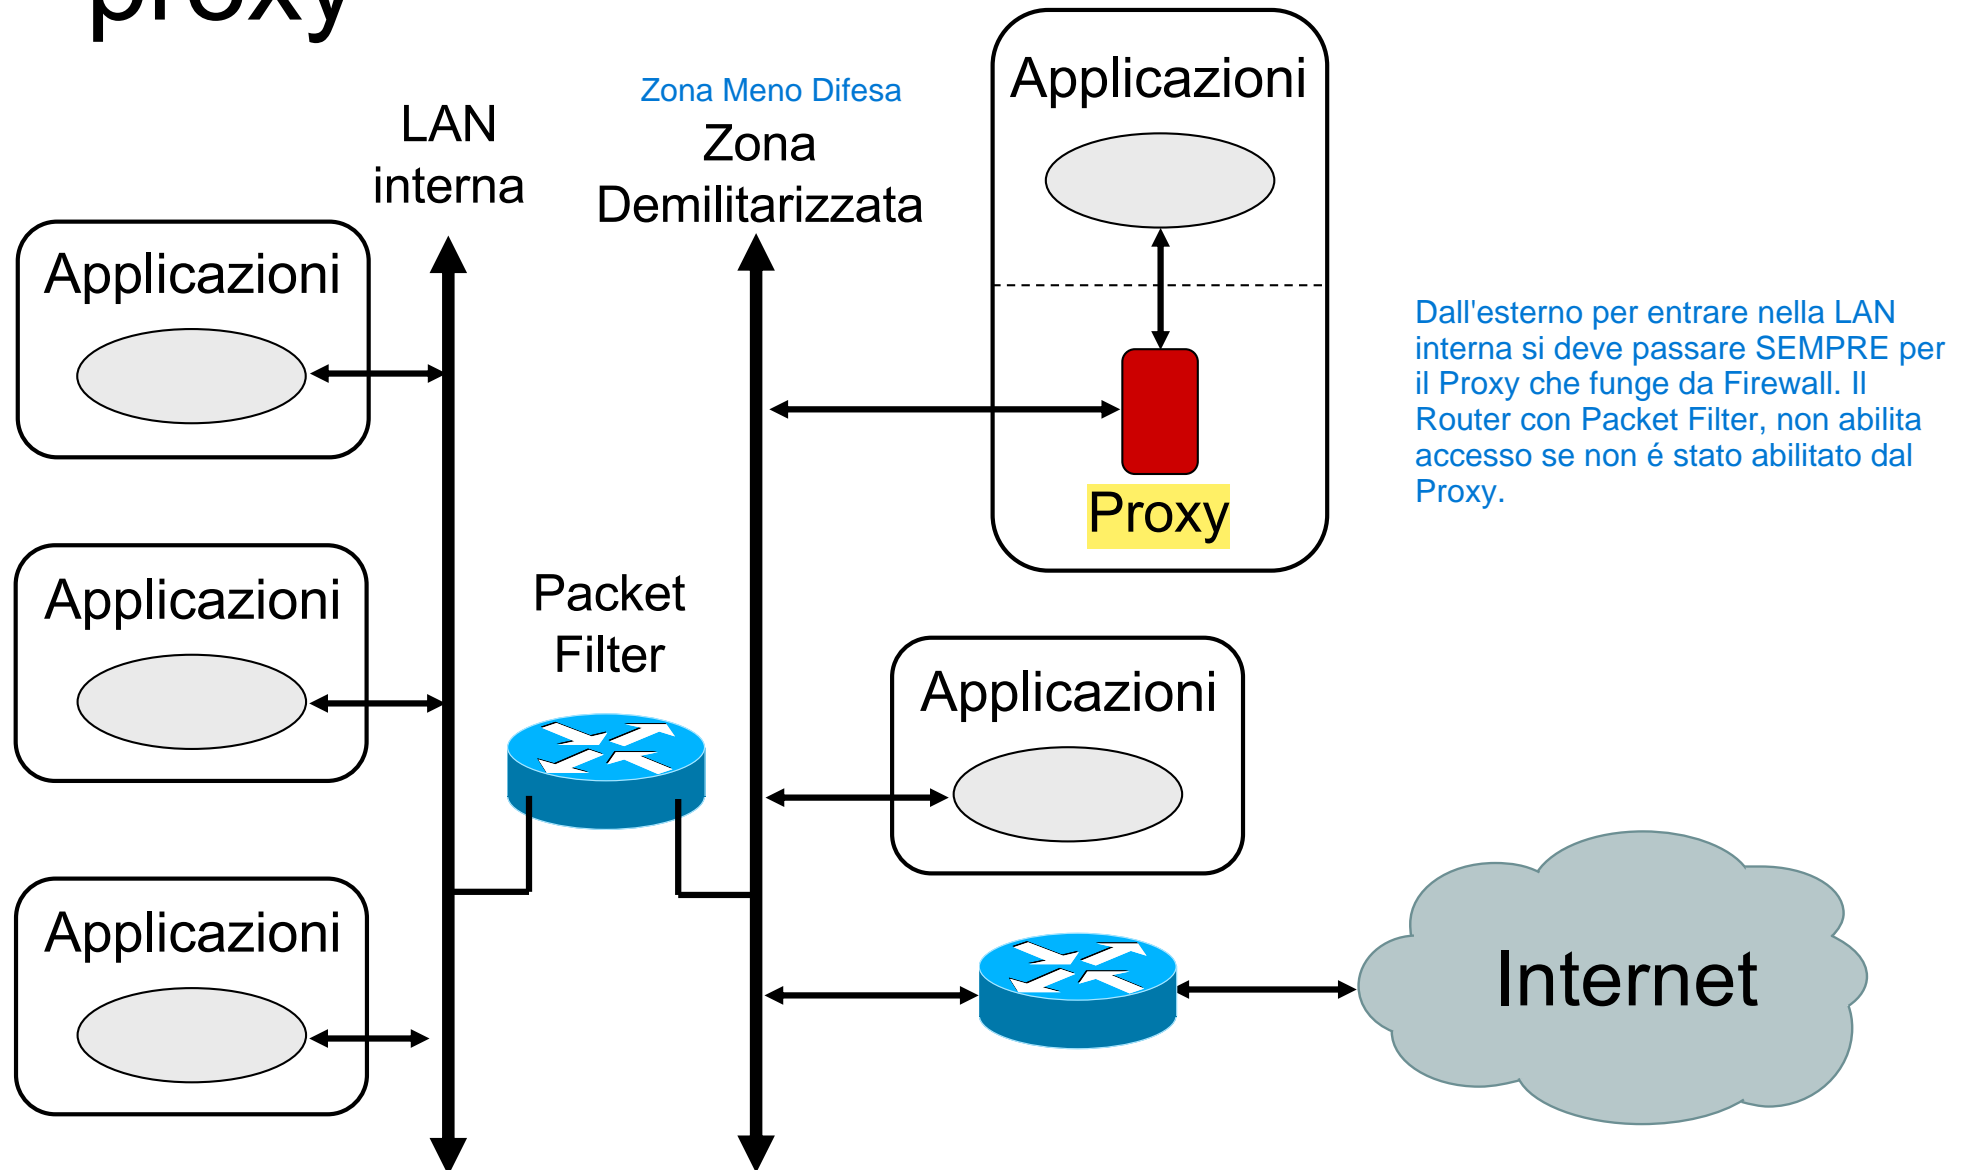 proxy
Zona Meno Difesa
LAN
interna
Zona
Demilitarizzata
Applicazioni
Applicazioni
Dall'esterno per entrare nella LAN
interna si deve passare SEMPRE per
il Proxy che funge da Firewall. Il
Router con Packet Filter, non abilita
accesso se non é stato abilitato dal
Proxy.
Proxy
Applicazioni
Packet
Filter
Applicazioni
Applicazioni
Internet